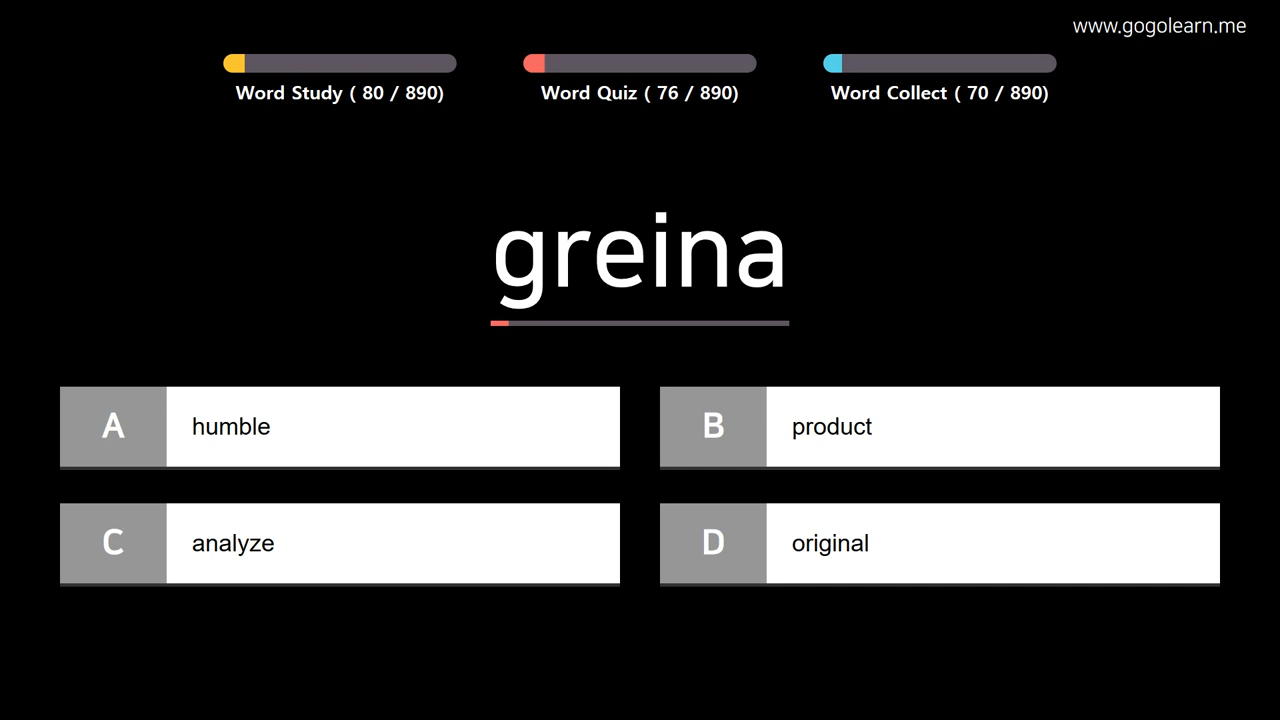 www.gogolearn.me
Word Study ( 80 / 890)
Word Quiz ( 76 / 890)
Word Collect ( 70 / 890)
greina
A humble
B product
C analyze
D original